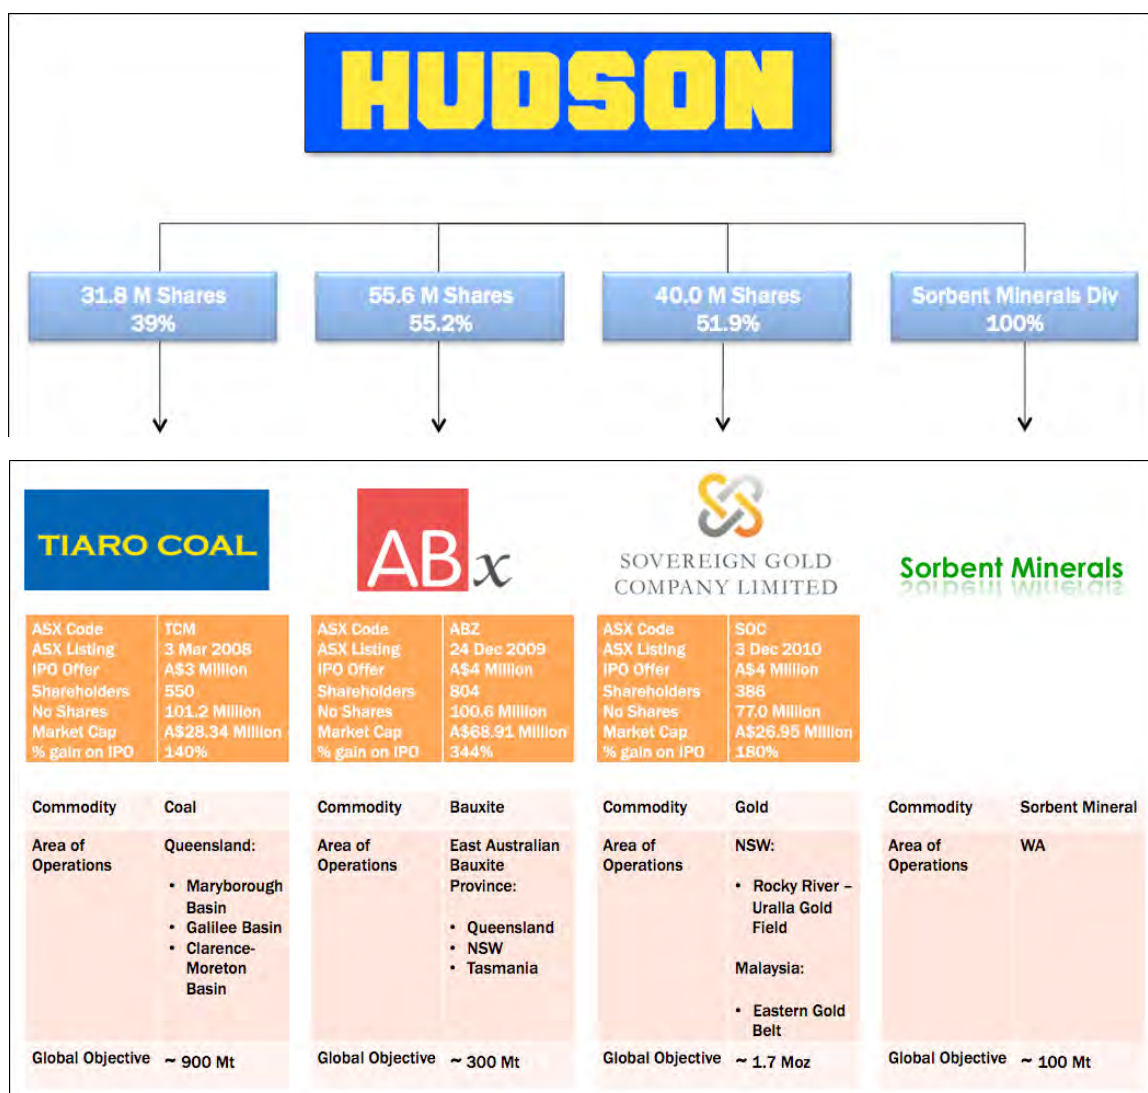 HUDSON
31.8 M Shares
39%
55.6 M Shares
55.2%
40.0 M Shares
51.9%
Sorbent Minerals Div
100%
TIARO COAL
ABx
SOVEREIGN GOLD
COMPANY LIMITED
Sorbent Minerals
ASX Code TCM
ASX Listing 3 Mar 2008
IPO Offer A$3 Million
Shareholders 550
No Shares 101.2 Million
Market Cap A$28.34 Million
% gain on IPO 140%
ASX Code ABZ
ASX Listing 24 Dec 2009
IPO Offer A$4 Million
Shareholders 804
No Shares 100.6 Million
Market Cap A$68.91 Million
% gain on IPO 344%
ASX Code SOC
ASX Listing 3 Dec 2010
IPO Offer A$4 Million
Shareholders 386
No Shares 77.0 Million
Market Cap A$26.95 Million
% gain on IPO 180%
Commodity Coal
Area of Queensland:
Operations
• Maryborough
Basin
• Galilee Basin
• Clarence-
Moreton
Basin
Global Objective ~ 900 Mt
Commodity Bauxite
Area of East Australian
Operations Bauxite
Province:
• Queensland
• NSW
• Tasmania
Global Objective ~ 300 Mt
Commodity Gold
Area of NSW:
Operations
• Rocky River –
Uralla Gold
Field
Malaysia:
• Eastern Gold
Belt
Global Objective ~ 1.7 Moz
Commodity Sorbent Mineral
Area of WA
Operations
Global Objective ~ 100 Mt